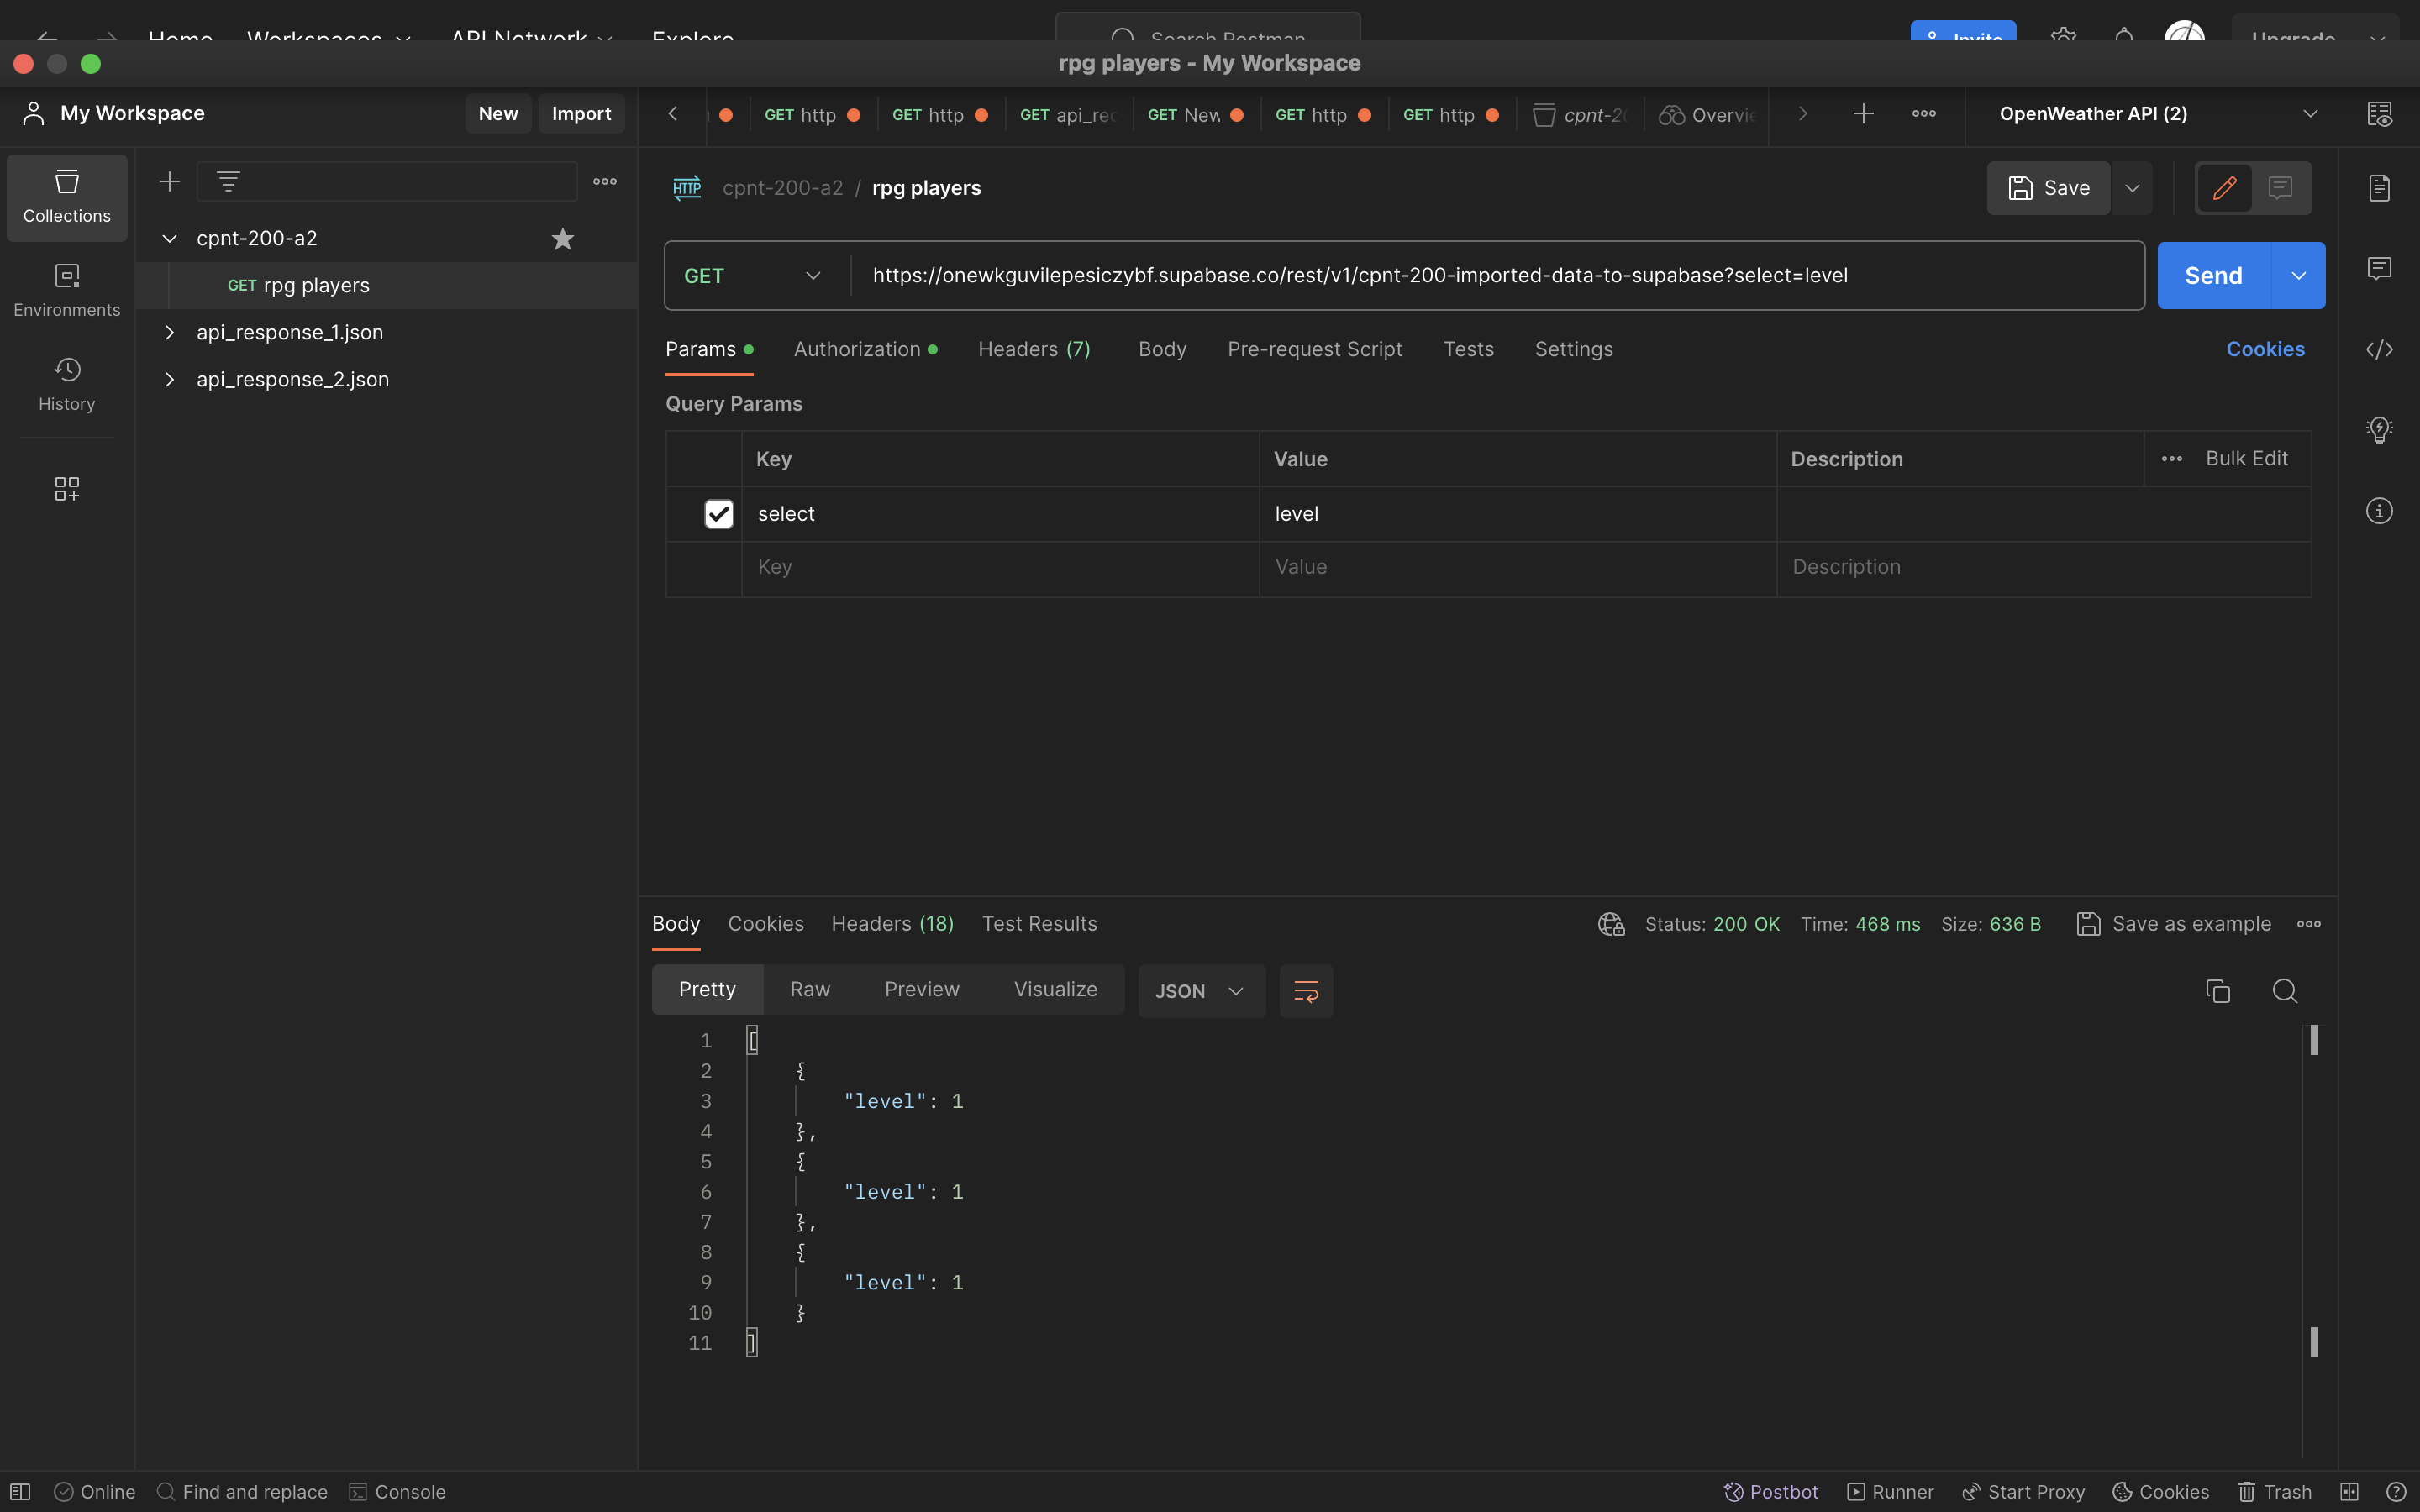 Home Workspaces API Network Explore Search Postman Invite Upgrade
rpg players - My Workspace
My Workspace New Import
GET http GET http GET api_rec GET New GET http GET http cpnt-20 Overvie OpenWeather API (2)
Collections
Environments
History
cpnt-200-a2
GET rpg players
api_response_1.json
api_response_2.json
HTTP cpnt-200-a2 / rpg players Save
GET https://onewkguvilepesiczybf.supabase.co/rest/v1/cpnt-200-imported-data-to-supabase?select=level Send
Params Authorization Headers (7) Body Pre-request Script Tests Settings Cookies
Query Params
Key Value Description Bulk Edit
select level
Key Value Description
Body Cookies Headers (18) Test Results Status: 200 OK Time: 468 ms Size: 636 B Save as example
Pretty Raw Preview Visualize JSON
1 [
2 {
3 "level": 1
4 },
5 {
6 "level": 1
7 },
8 {
9 "level": 1
10 }
11 ]
Online Find and replace Console Postbot Runner Start Proxy Cookies Trash